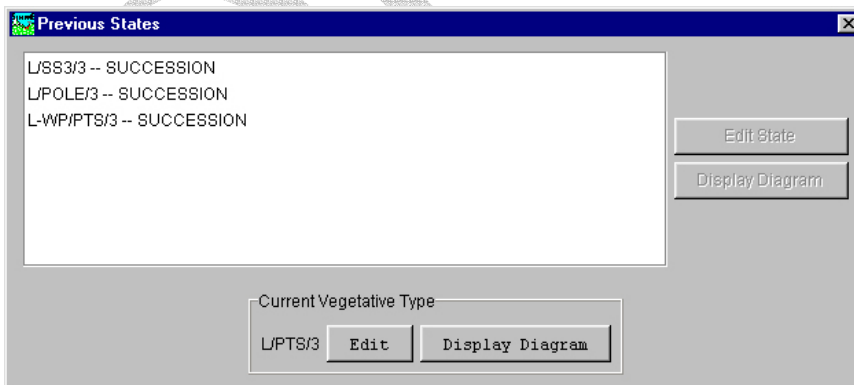 Previous States
L/SS3/3 -- SUCCESSION
L/POLE/3 -- SUCCESSION
L-WP/PTS/3 -- SUCCESSION
Edit State
Display Diagram
Current Vegetative Type
L/PTS/3 Edit Display Diagram